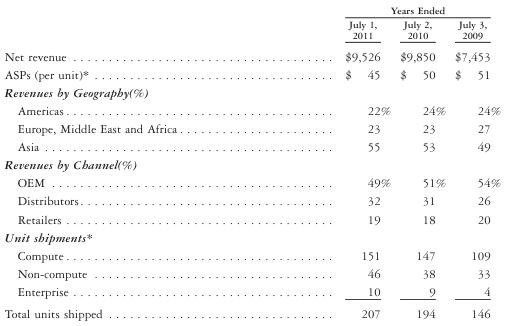 Years Ended
July 1, July 2, July 3,
2011 2010 2009
Net revenue $9,526 $9,850 $7,453
ASPs (per unit)* $ 45 $ 50 $ 51
Revenues by Geography(%)
Americas 22% 24% 24%
Europe, Middle East and Africa 23 23 27
Asia 55 53 49
Revenues by Channel(%)
OEM 49% 51% 54%
Distributors 32 31 26
Retailers 19 18 20
Unit shipments*
Compute 151 147 109
Non-compute 46 38 33
Enterprise 10 9 4
Total units shipped 207 194 146